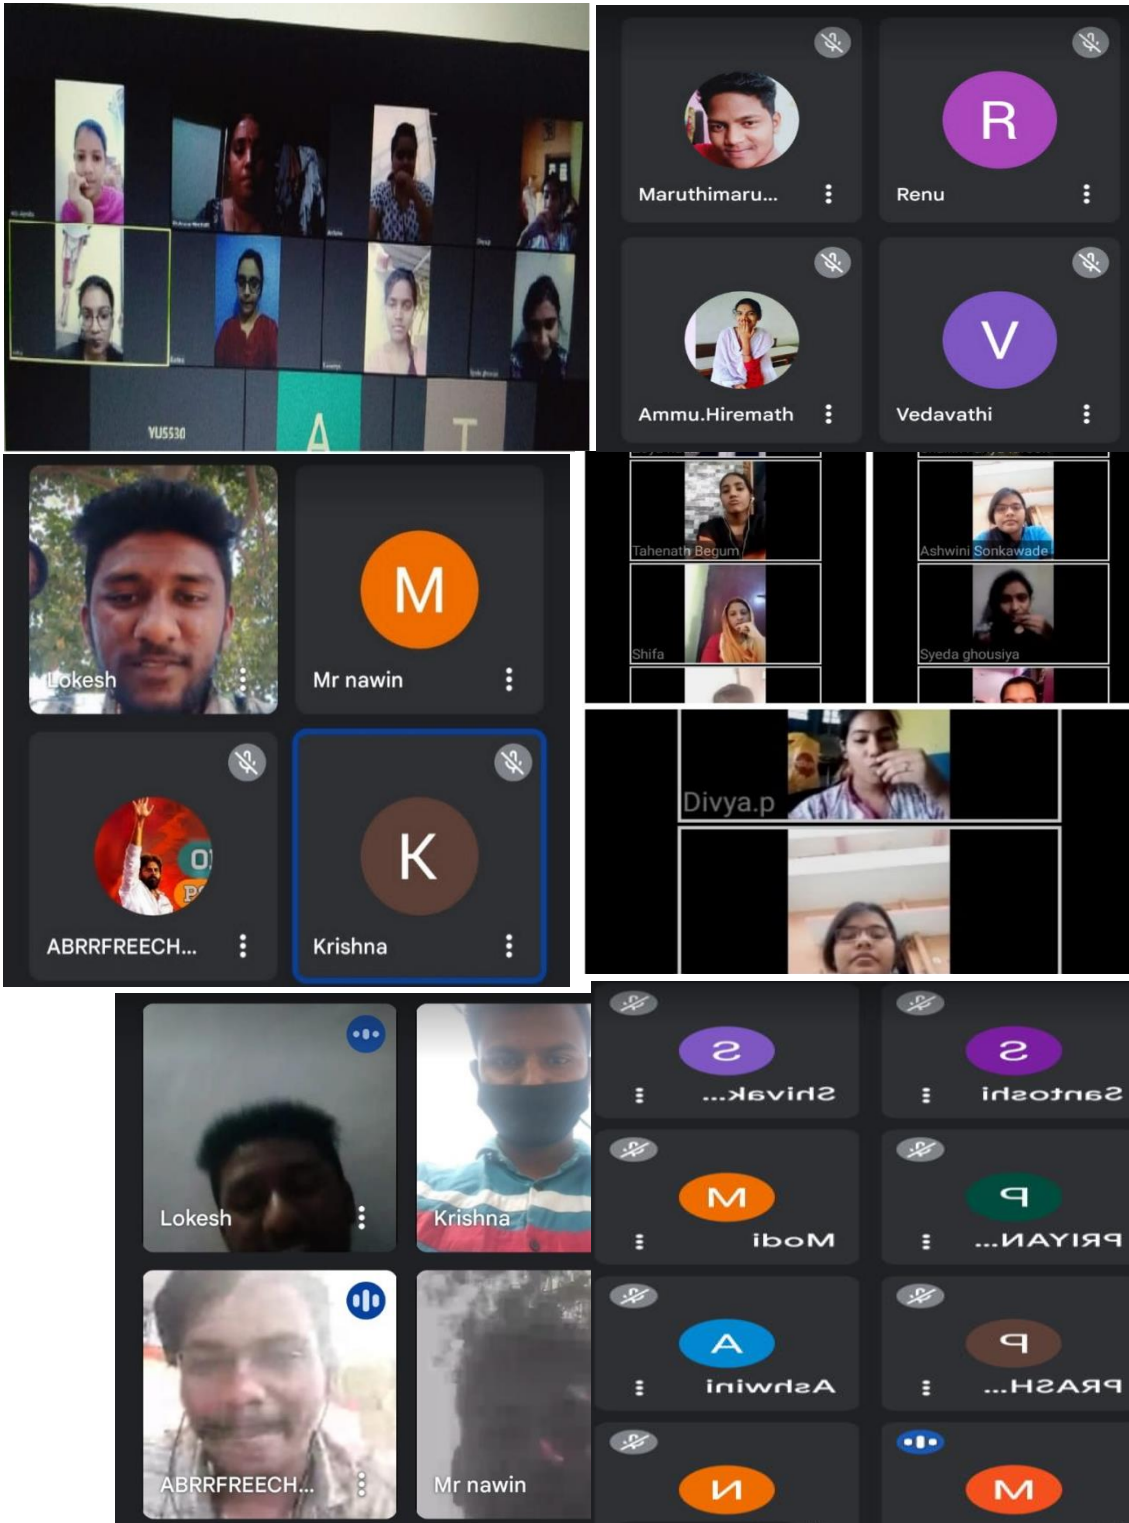 YUS530
A
T
Maruthimaru...
R
Renu
Ammu.Hiremath
V
Vedavathi
Lokesh
M
Mr nawin
ABRRFREECH...
K
Krishna
Tahenath Begum
Ashwini Sonkawade
Shifa
Syeda ghousiya
Divya.p
Lokesh
Krishna
ABRRFREECH...
Mr nawin
S
Shivak...
S
Santoshi
M
Modi
P
PRIYAN...
A
Ashwini
P
PRASH...
N
M